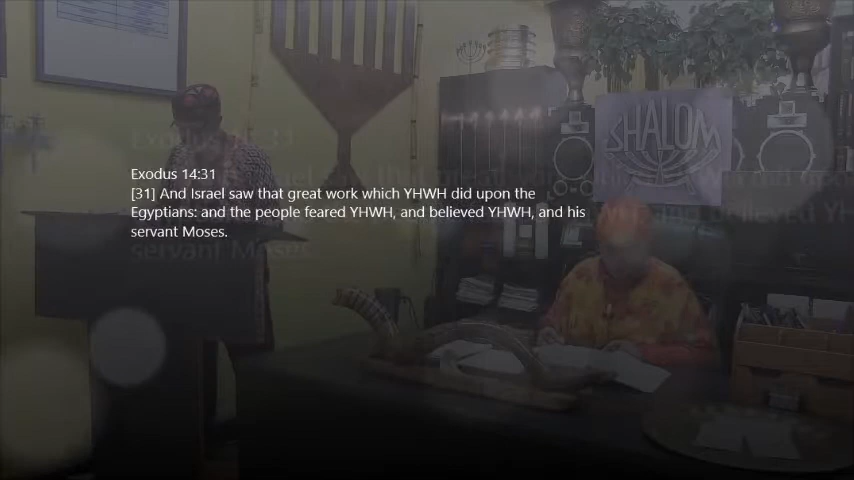 Exodus 14:31
[31] And Israel saw that great work which YHWH did upon the
Egyptians: and the people feared YHWH, and believed YHWH, and his
servant Moses.
SHALOM